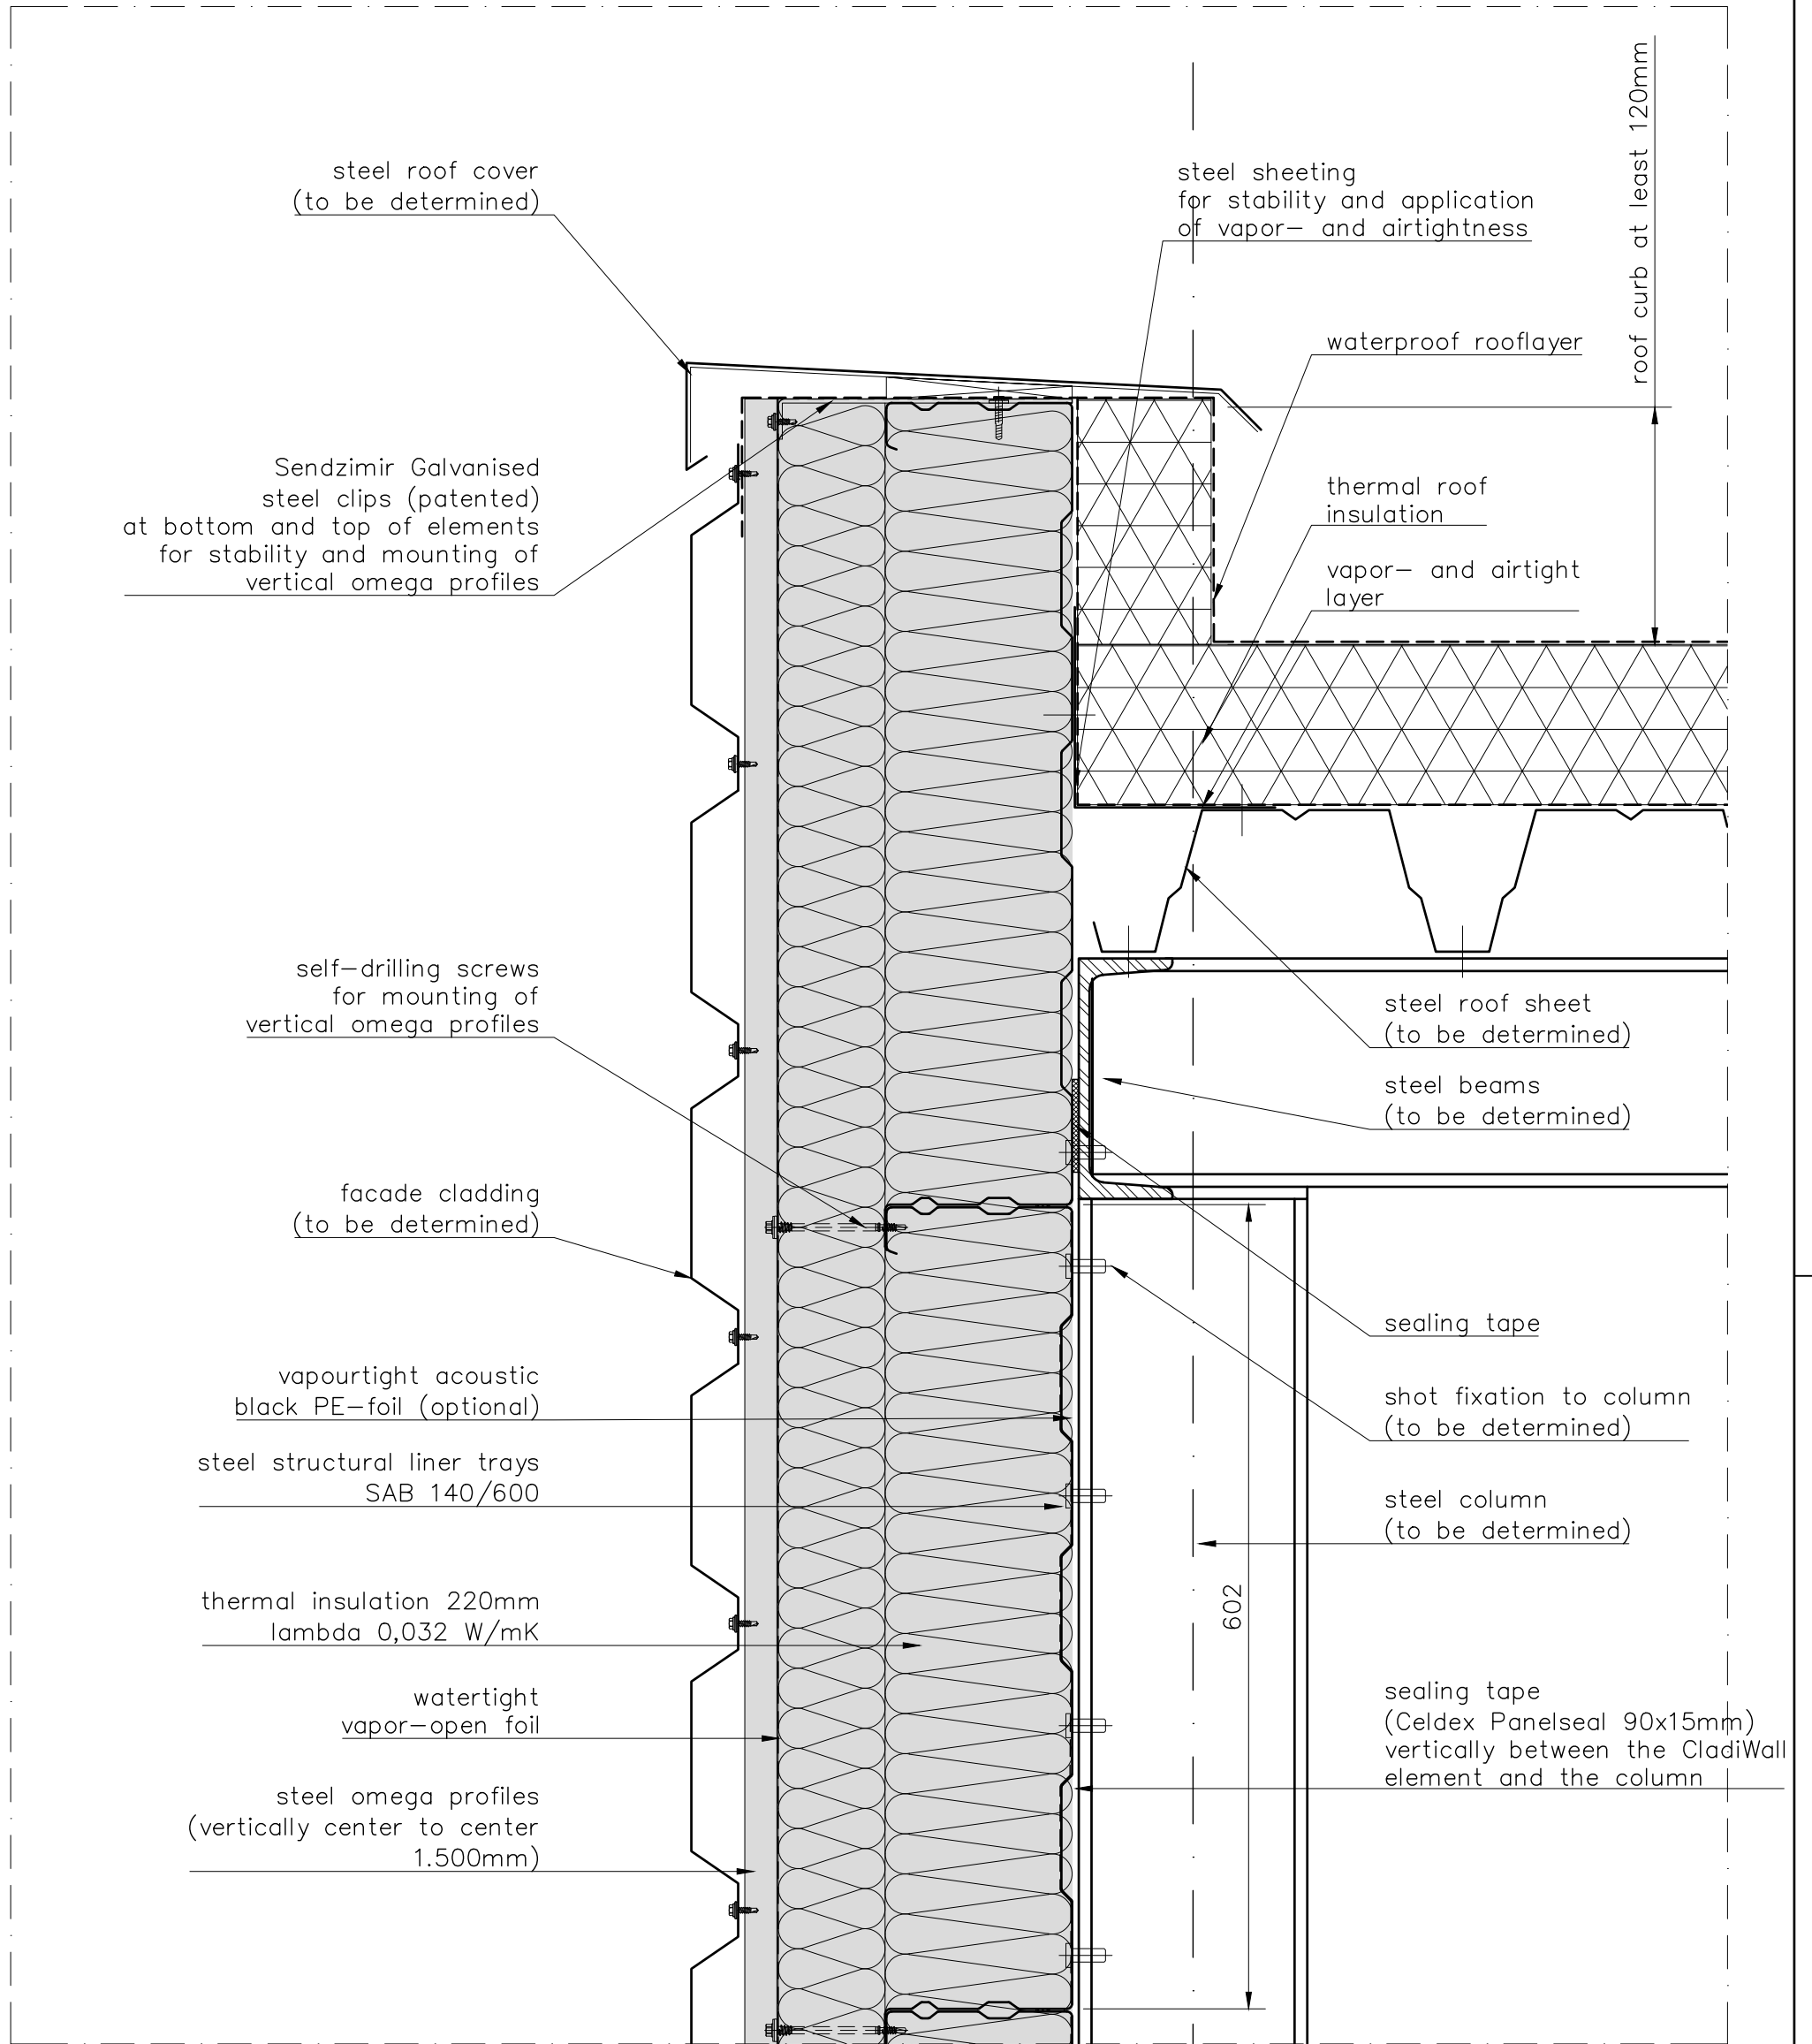 steel roof cover
(to be determined)
Sendzimir Galvanised
steel clips (patented)
at bottom and top of elements
for stability and mounting of
vertical omega profiles
self-drilling screws
for mounting of
vertical omega profiles
facade cladding
(to be determined)
vapourtight acoustic
black PE-foil (optional)
steel structural liner trays
SAB 140/600
thermal insulation 220mm
lambda 0,032 W/mK
watertight
vapor-open foil
steel omega profiles
(vertically center to center
1.500mm)
steel sheeting
for stability and application
of vapor- and airtightness
roof curb at least 120mm
waterproof rooflayer
thermal roof
insulation
vapor- and airtight
layer
steel roof sheet
(to be determined)
steel beams
(to be determined)
sealing tape
shot fixation to column
(to be determined)
steel column
(to be determined)
602
sealing tape
(Celdex Panelseal 90x15mm)
vertically between the CladiWall
element and the column